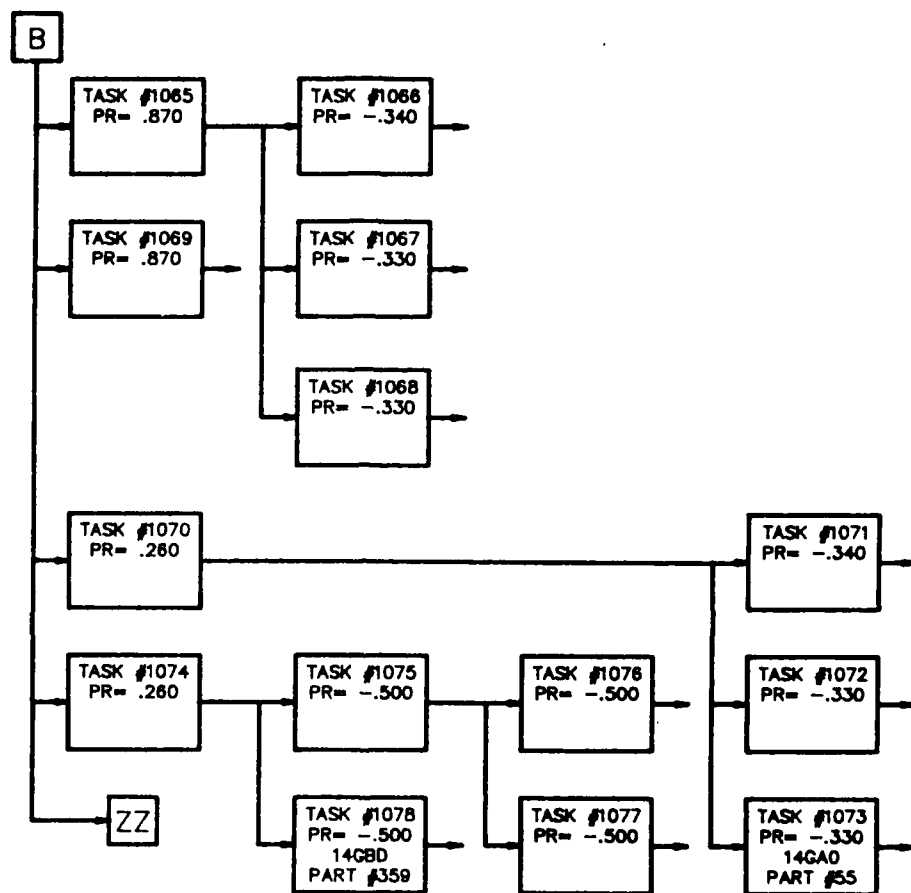 B
TASK #1065
PR= .870
TASK #1066
PR= -.340
TASK #1069
PR= .870
TASK #1067
PR= -.330
TASK #1068
PR= -.330
TASK #1070
PR= .260
TASK #1071
PR= -.340
TASK #1074
PR= .260
TASK #1075
PR= -.500
TASK #1076
PR= -.500
TASK #1072
PR= -.330
ZZ
TASK #1078
PR= -.500
14GBD
PART #359
TASK #1077
PR= -.500
TASK #1073
PR= -.330
14GA0
PART #55